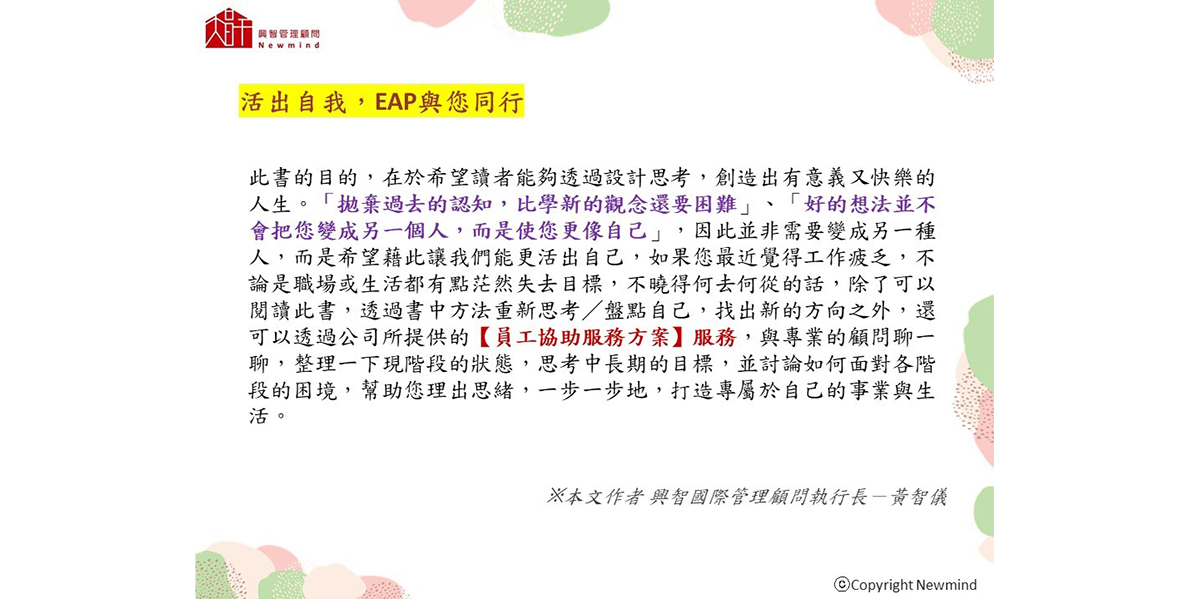 興智管理顧問
Newmind
活出自我，EAP與您同行
此書的目的，在於希望讀者能夠透過設計思考，創造出有意義又快樂的
人生。「拋棄過去的認知，比學新的觀念還要困難」、「好的想法並不
會把您變成另一個人，而是使您更像自己」，因此並非需要變成另一種
人，而是希望藉此讓我們能更活出自己，如果您最近覺得工作疲乏，不
論是職場或生活都有點茫然失去目標，不曉得何去何從的話，除了可以
閱讀此書，透過書中方法重新思考／盤點自己，找出新的方向之外，還
可以透過公司所提供的【員工協助服務方案】服務，與專業的顧問聊一
聊，整理一下現階段的狀態，思考中長期的目標，並討論如何面對各階
段的困境，幫助您理出思緒，一步一步地，打造專屬於自己的事業與生
活。
※本文作者 興智國際管理顧問執行長－黃智儀
©Copyright Newmind